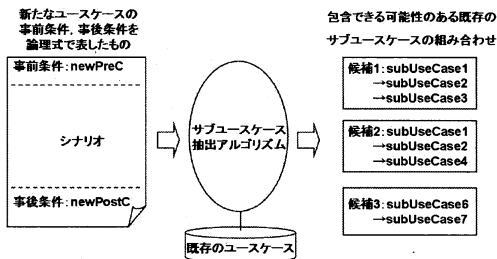 新たなユースケースの
事前条件，事後条件を
論理式で表したもの
事前条件：newPreC
シナリオ
事後条件：newPostC
サブユースケース
抽出アルゴリズム
既存のユースケース
包含できる可能性のある既存の
サブユースケースの組み合わせ
候補1：subUseCase1
→subUseCase2
→subUseCase3
候補2：subUseCase1
→subUseCase2
→subUseCase4
候補3：subUseCase6
→subUseCase7